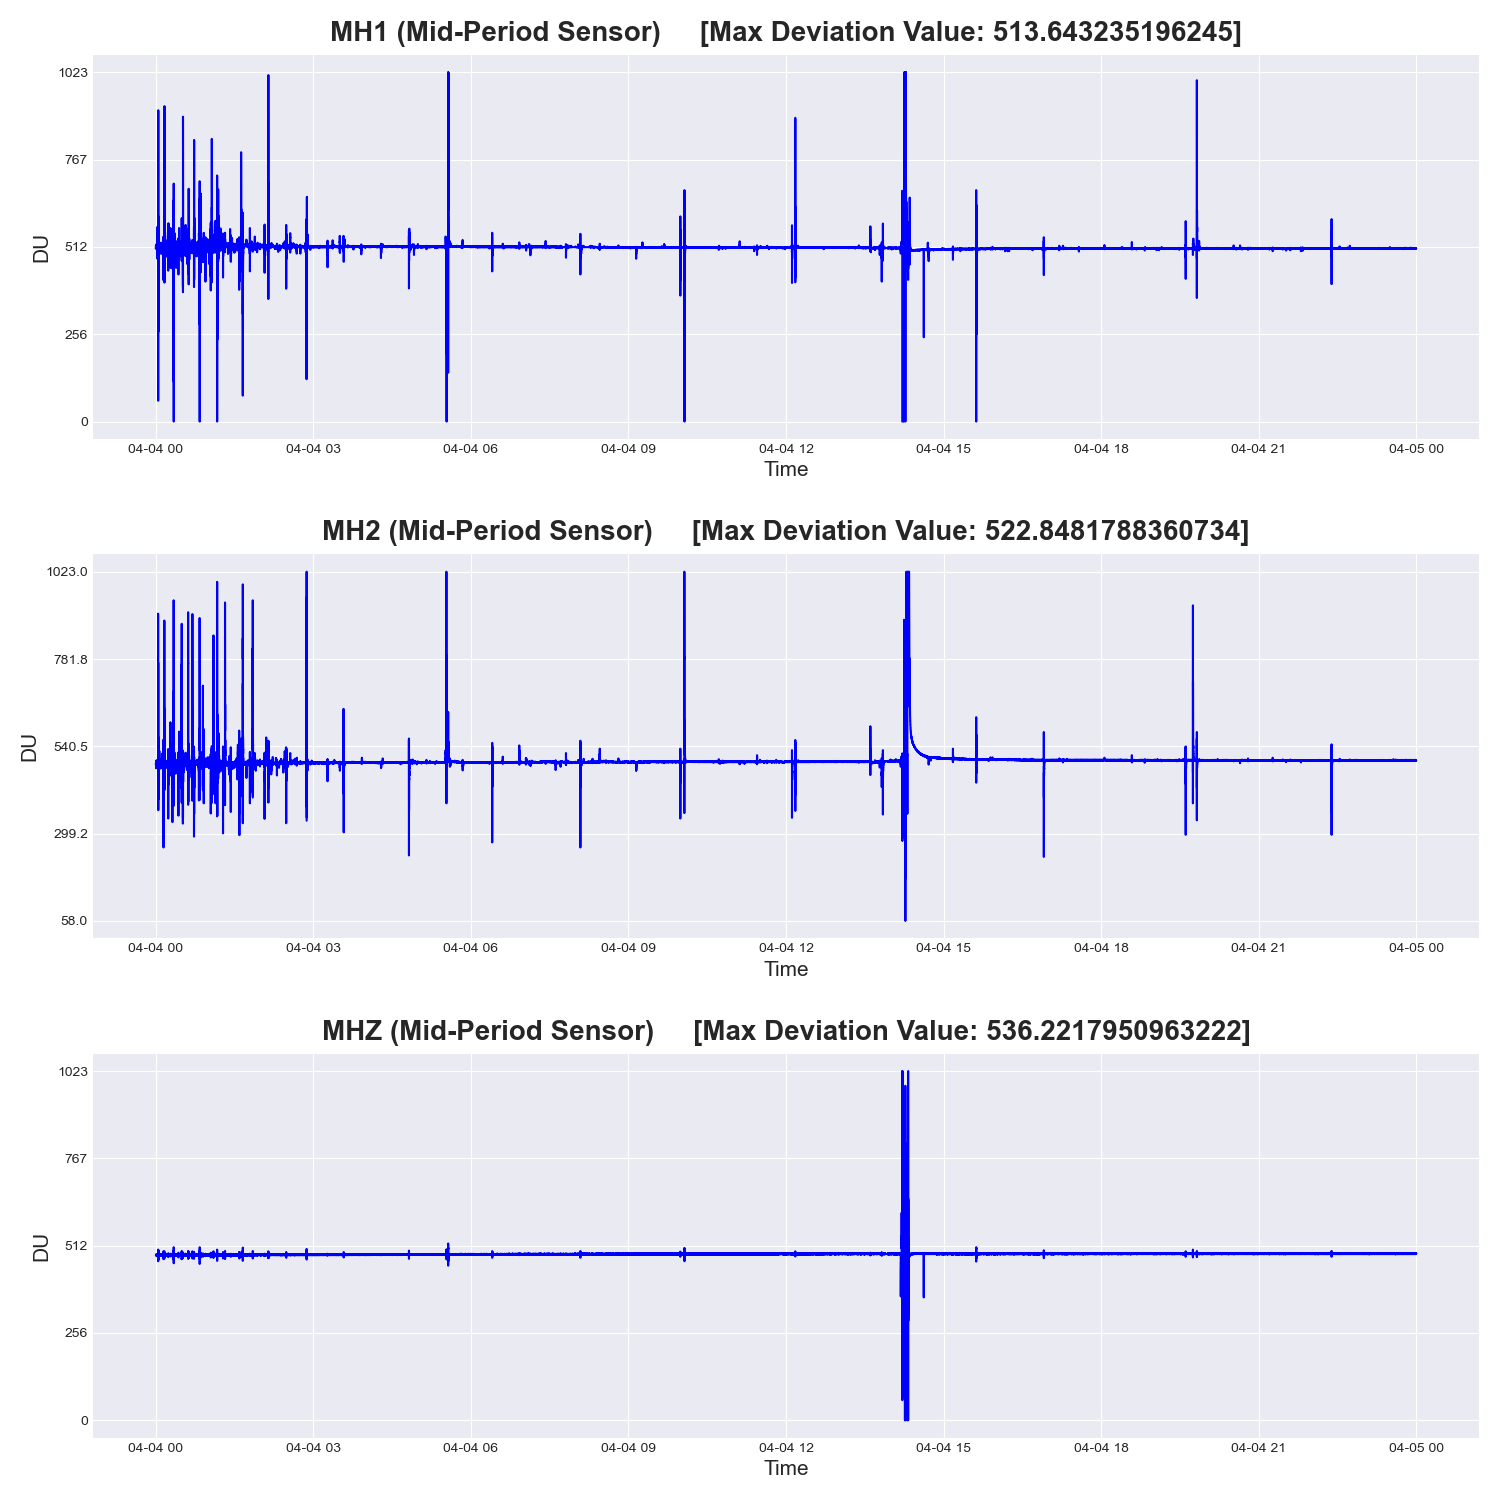 MH1 (Mid-Period Sensor) [Max Deviation Value: 513.643235196245]
1023
767
512
256
0
DU
04-04 00 04-04 03 04-04 06 04-04 09 04-04 12 04-04 15 04-04 18 04-04 21 04-05 00
Time
MH2 (Mid-Period Sensor) [Max Deviation Value: 522.8481788360734]
1023.0
781.8
540.5
299.2
58.0
DU
04-04 00 04-04 03 04-04 06 04-04 09 04-04 12 04-04 15 04-04 18 04-04 21 04-05 00
Time
MHZ (Mid-Period Sensor) [Max Deviation Value: 536.2217950963222]
1023
767
512
256
0
DU
04-04 00 04-04 03 04-04 06 04-04 09 04-04 12 04-04 15 04-04 18 04-04 21 04-05 00
Time